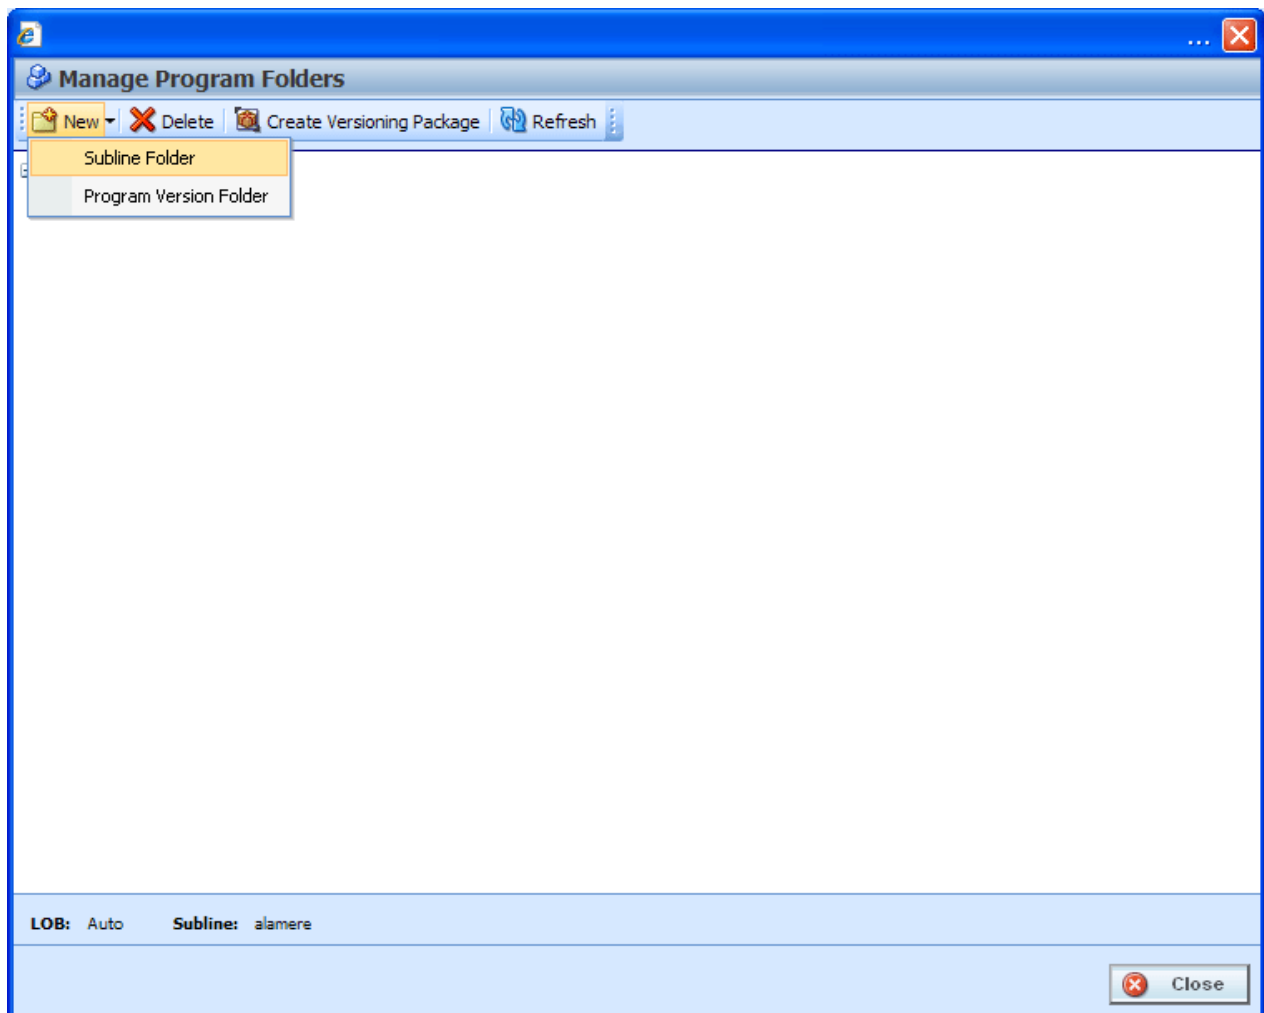 ...
Manage Program Folders
New Delete Create Versioning Package Refresh
Subline Folder
Program Version Folder
LOB: Auto Subline: alamere
Close